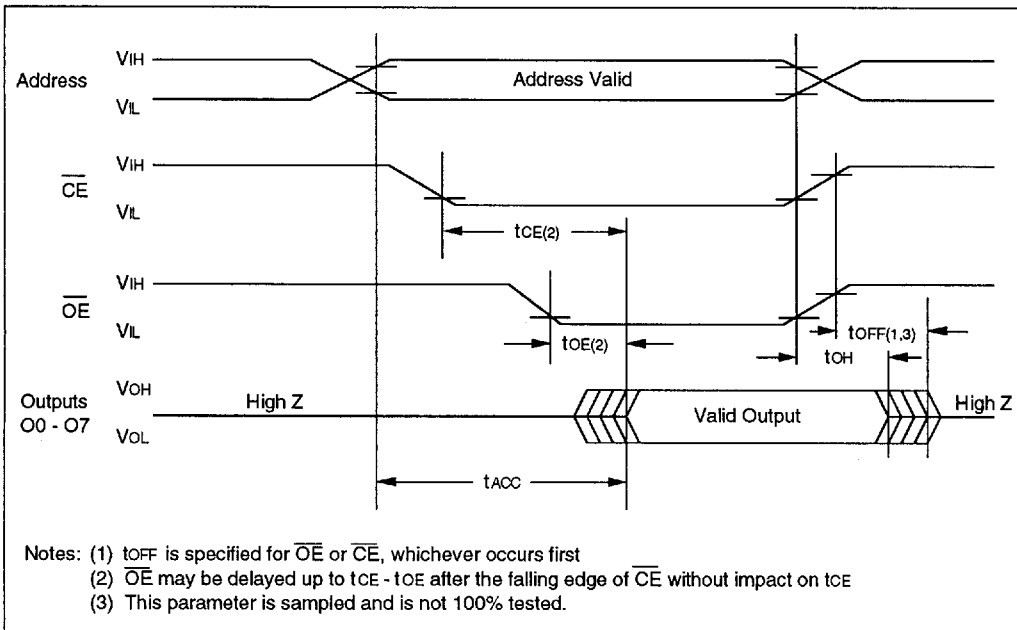 VIH
Address
Address Valid
VIL
VIH
CE
VIL
tCE(2)
VIH
OE
VIL
tOE(2)
tOFF(1,3)
tOH
VOH
Outputs
O0 - O7
High Z
Valid Output
High Z
VOL
tACC
Notes: (1) tOFF is specified for OE or CE, whichever occurs first
(2) OE may be delayed up to tCE - tOE after the falling edge of CE without impact on tCE
(3) This parameter is sampled and is not 100% tested.